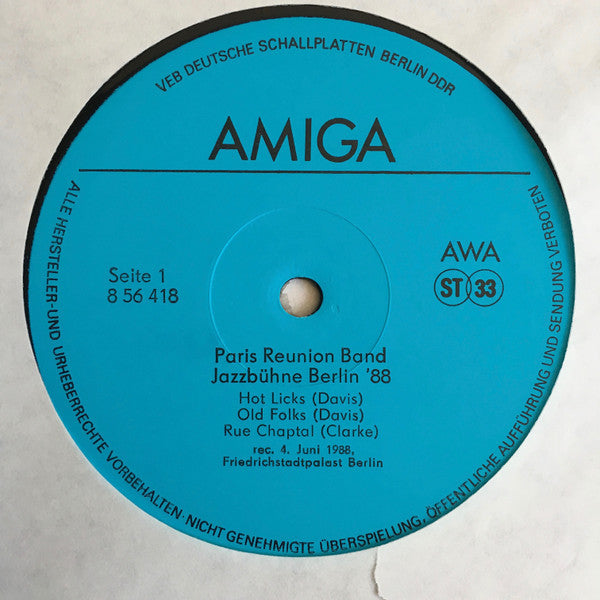 VEB DEUTSCHE SCHALLPLATTEN BERLIN DDR
AMIGA
Seite 1
8 56 418
AWA
ST 33
Paris Reunion Band
Jazzbühne Berlin '88
Hot Licks (Davis)
Old Folks (Davis)
Rue Chaptal (Clarke)
rec. 4. Juni 1988,
Friedrichstadtpalast Berlin
ALLE HERSTELLER-UND URHEBERRECHTE VORBEHALTEN·NICHT GENEHMIGTE ÜBERSPIELUNG, ÖFFENTLICHE AUFFÜHRUNG UND SENDUNG VERBOTEN